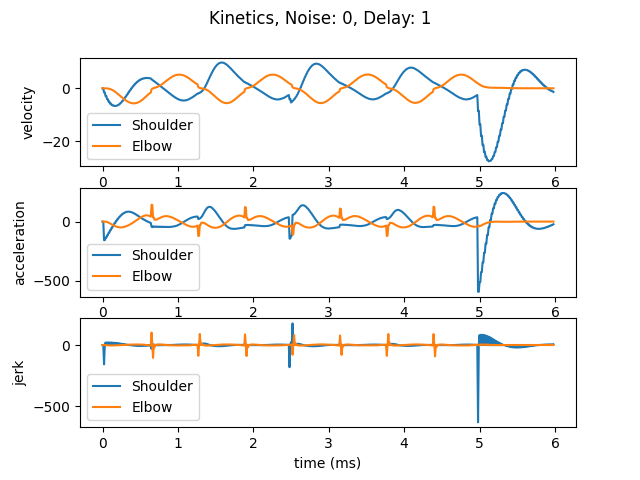 Kinetics, Noise: 0, Delay: 1
velocity
0
−20
Shoulder
Elbow
0 1 2 3 4 5 6
acceleration
0
−500
Shoulder
Elbow
0 1 2 3 4 5 6
jerk
0
−500
Shoulder
Elbow
0 1 2 3 4 5 6
time (ms)